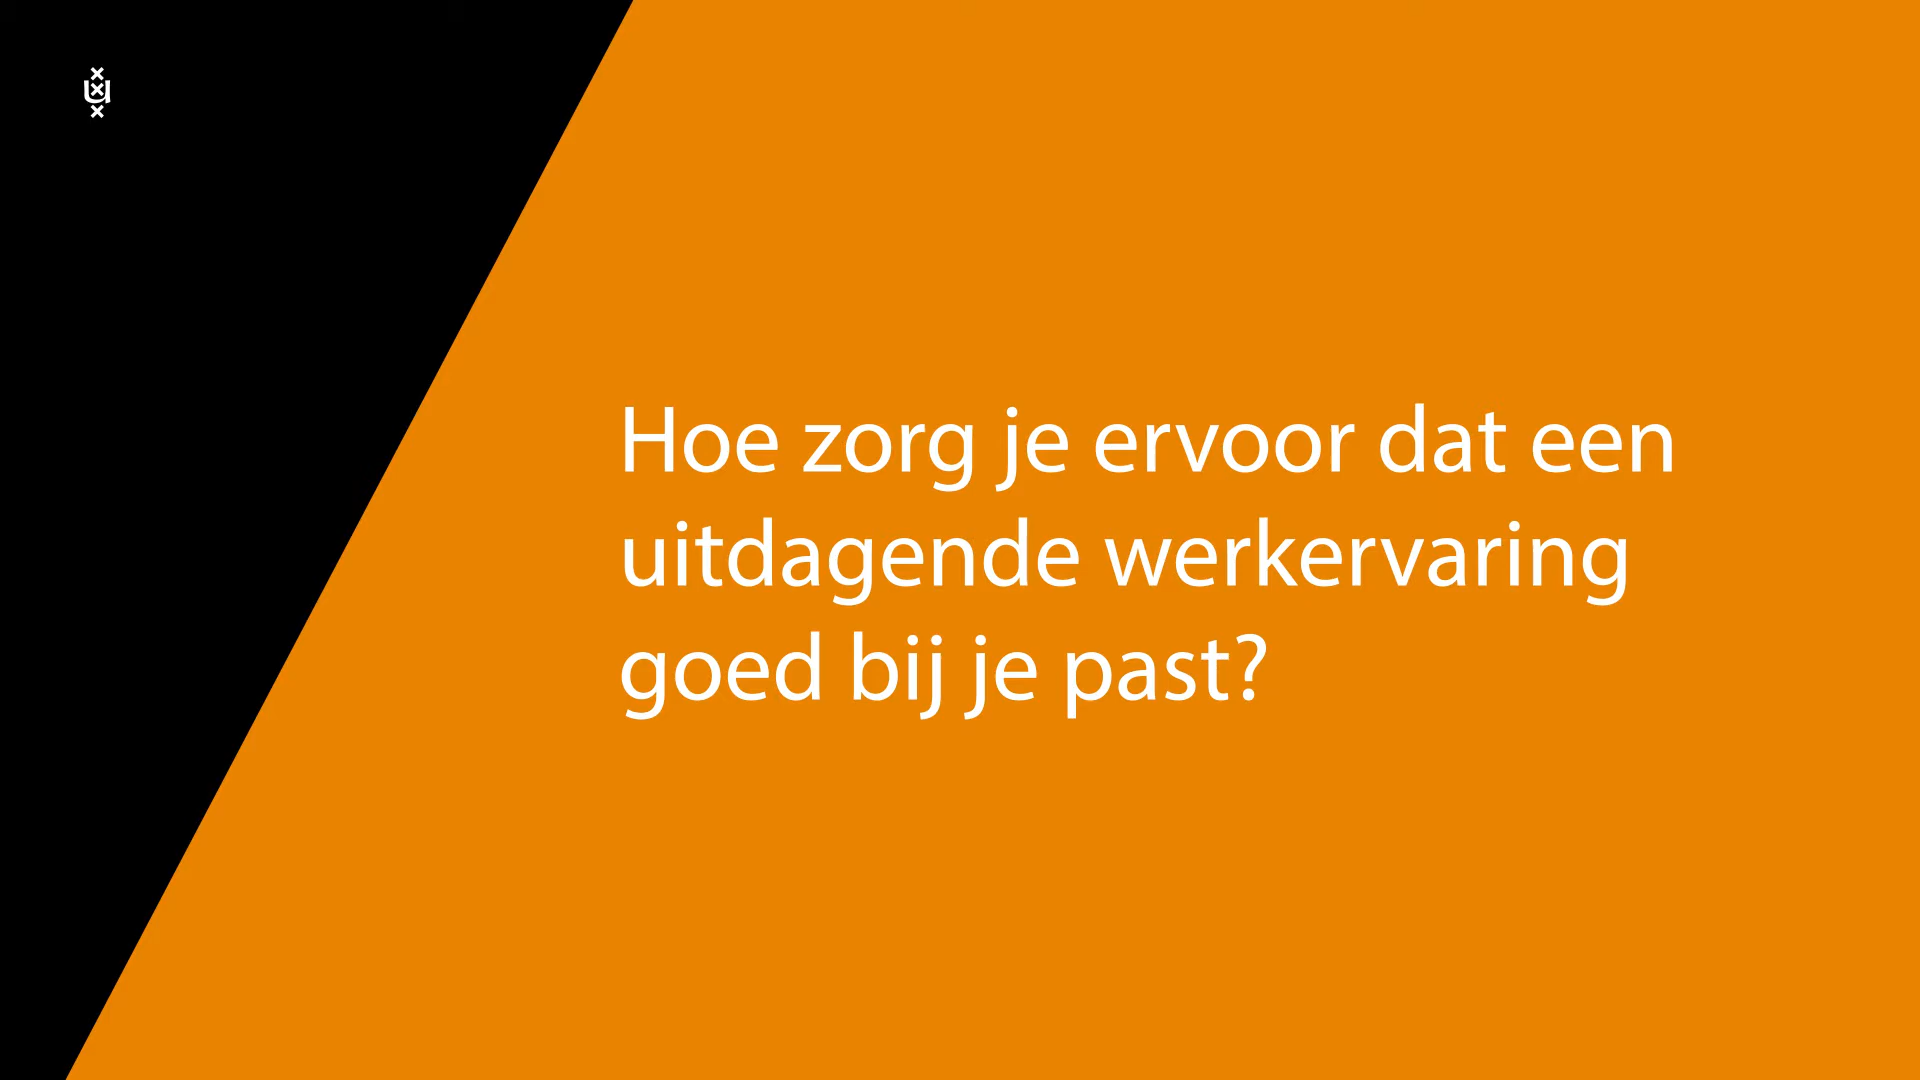 Hoe zorg je ervoor dat een
uitdagende werkervaring
goed bij je past?